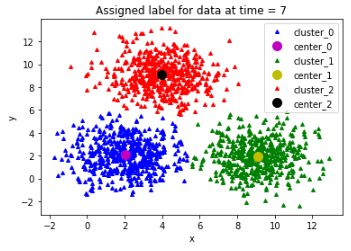 Assigned label for data at time = 7
cluster_0
center_0
cluster_1
center_1
cluster_2
center_2
y
14
12
10
8
6
4
2
0
−2
−2
0
2
4
6
8
10
12
x